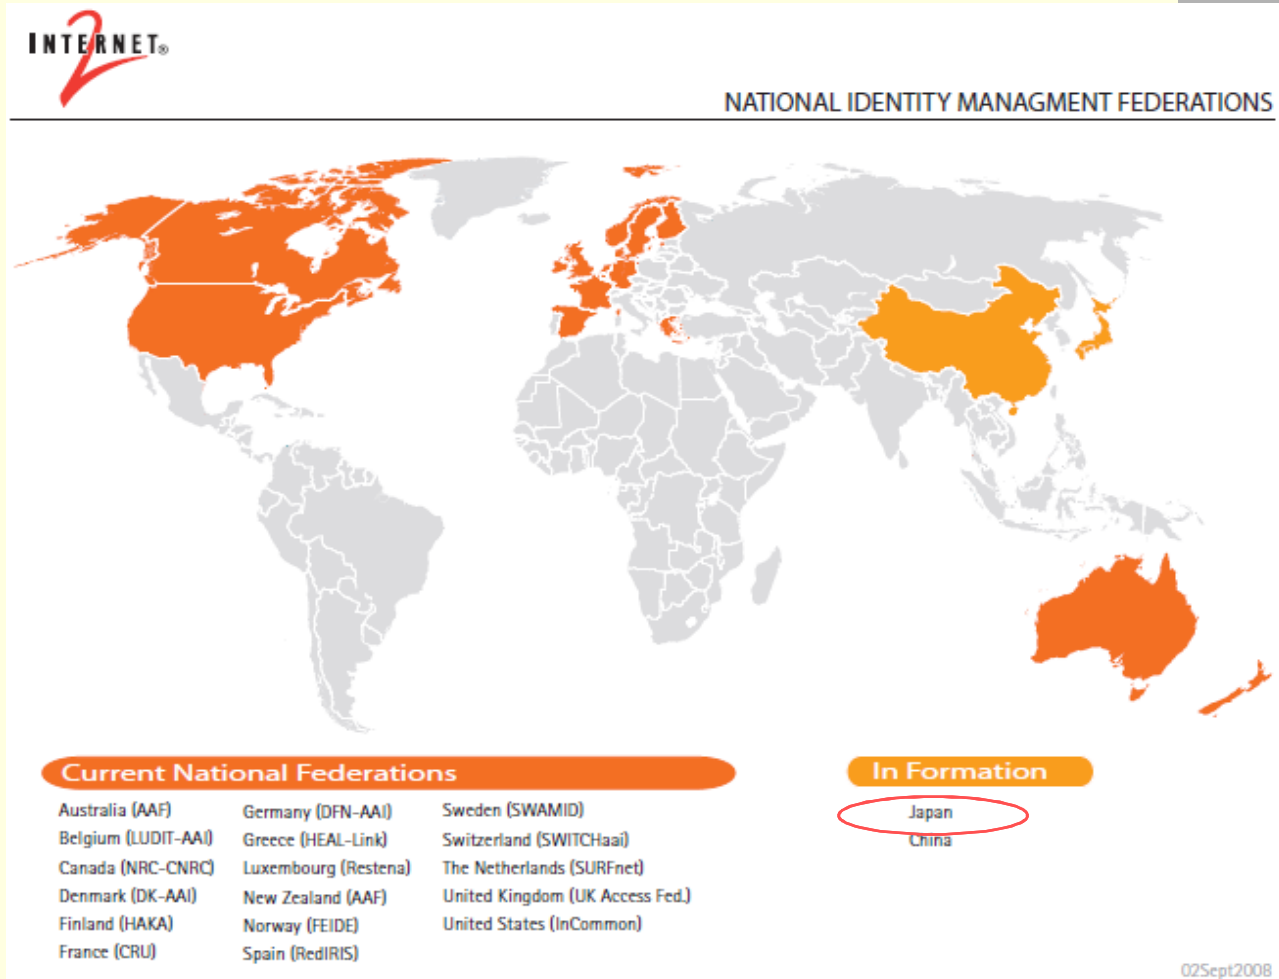 INTERNET®
2
NATIONAL IDENTITY MANAGMENT FEDERATIONS
Current National Federations
Australia (AAF)
Belgium (LUDIT-AAI)
Canada (NRC-CNRC)
Denmark (DK-AAI)
Finland (HAKA)
France (CRU)
Germany (DFN-AAI)
Greece (HEAL-Link)
Luxembourg (Restena)
New Zealand (AAF)
Norway (FEIDE)
Spain (RedIRIS)
Sweden (SWAMID)
Switzerland (SWITCHaai)
The Netherlands (SURFnet)
United Kingdom (UK Access Fed.)
United States (InCommon)
In Formation
Japan
China
02Sept2008